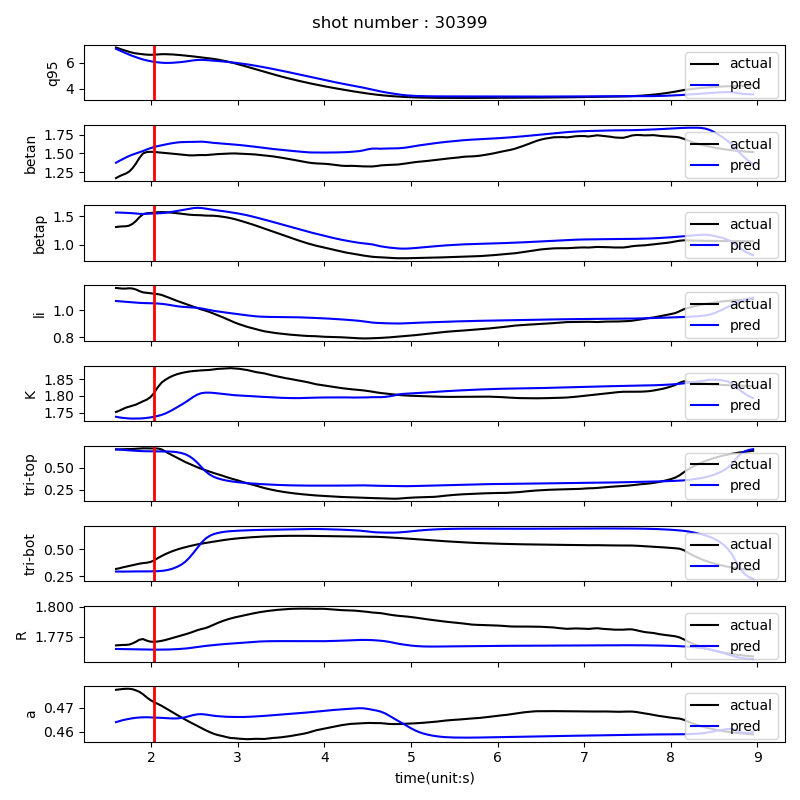 shot number : 30399
q95
6
4
actual
pred
betan
1.75
1.50
1.25
actual
pred
betap
1.5
1.0
actual
pred
li
1.0
0.8
actual
pred
K
1.85
1.80
1.75
actual
pred
tri-top
0.50
0.25
actual
pred
tri-bot
0.50
0.25
actual
pred
R
1.800
1.775
actual
pred
a
0.47
0.46
actual
pred
2 3 4 5 6 7 8 9
time(unit:s)